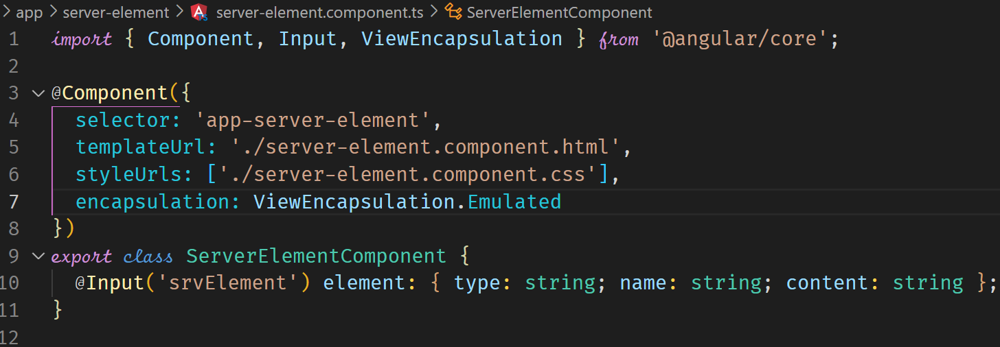 app > server-element > server-element.component.ts > ServerElementComponent
1 import { Component, Input, ViewEncapsulation } from '@angular/core';
2
3 @Component({
4 selector: 'app-server-element',
5 templateUrl: './server-element.component.html',
6 styleUrls: ['./server-element.component.css'],
7 encapsulation: ViewEncapsulation.Emulated
8 })
9 export class ServerElementComponent {
10 @Input('srvElement') element: { type: string; name: string; content: string };
11 }
12